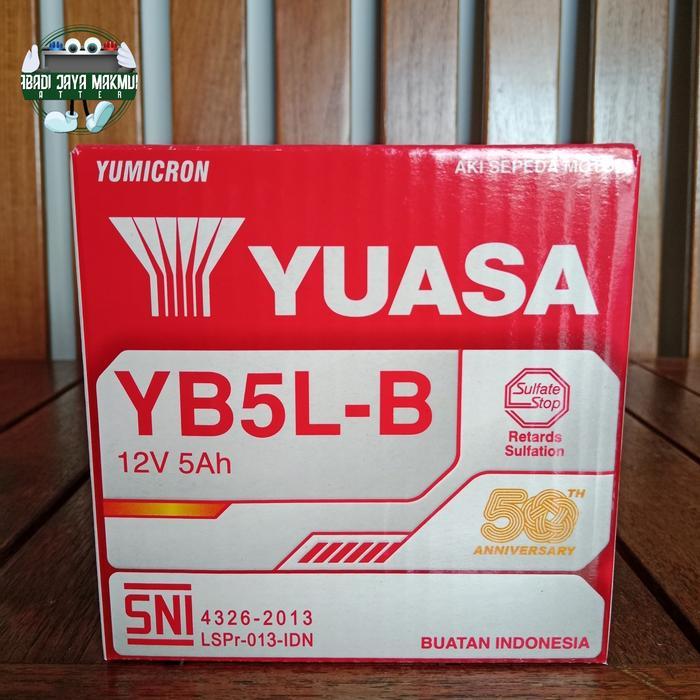 ABADI JAYA MAKMUR
YUMICRON
AKI SEPEDA MOTOR
YUASA
YB5L-B
12V 5Ah
Sulfate
Stop
Retards
Sulfation
50TH
ANNIVERSARY
SNI
4326-2013
LSPr-013-IDN
BUATAN INDONESIA